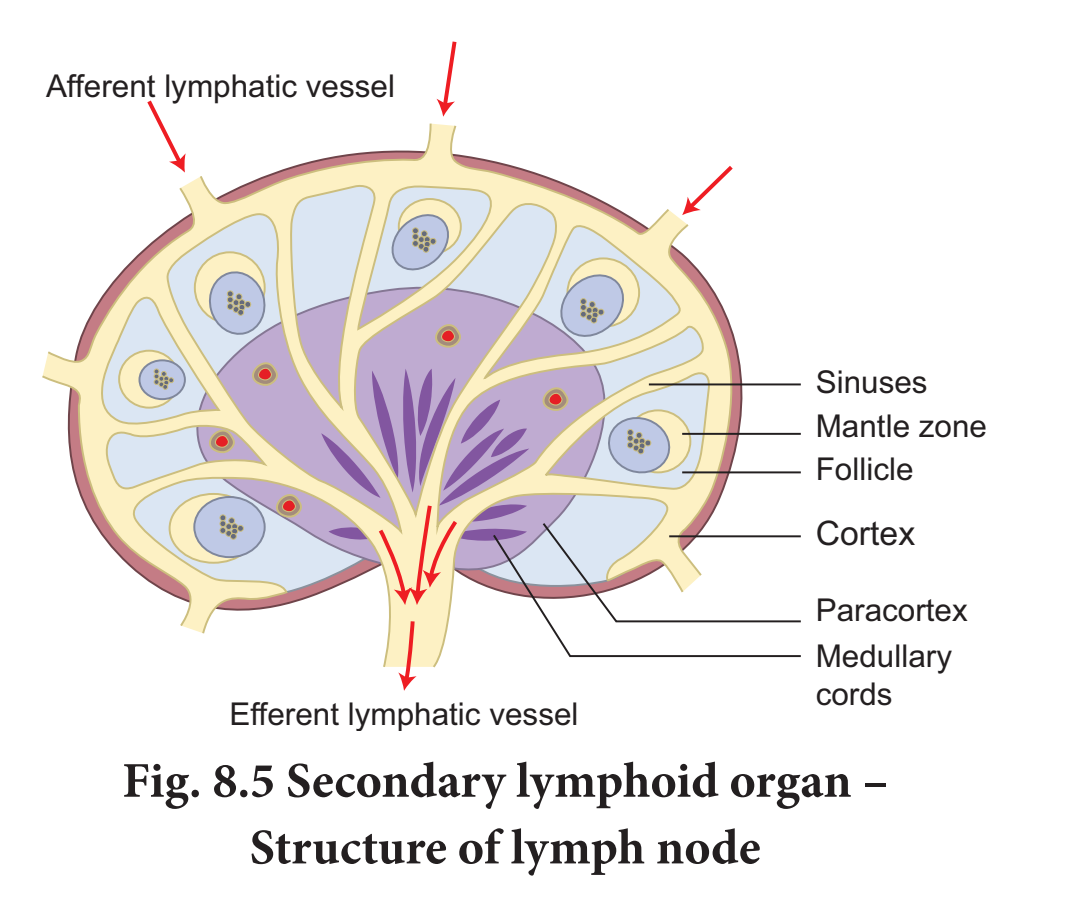 Afferent lymphatic vessel
Sinuses
Mantle zone
Follicle
Cortex
Paracortex
Medullary
cords
Efferent lymphatic vessel
Fig. 8.5 Secondary lymphoid organ –
Structure of lymph node